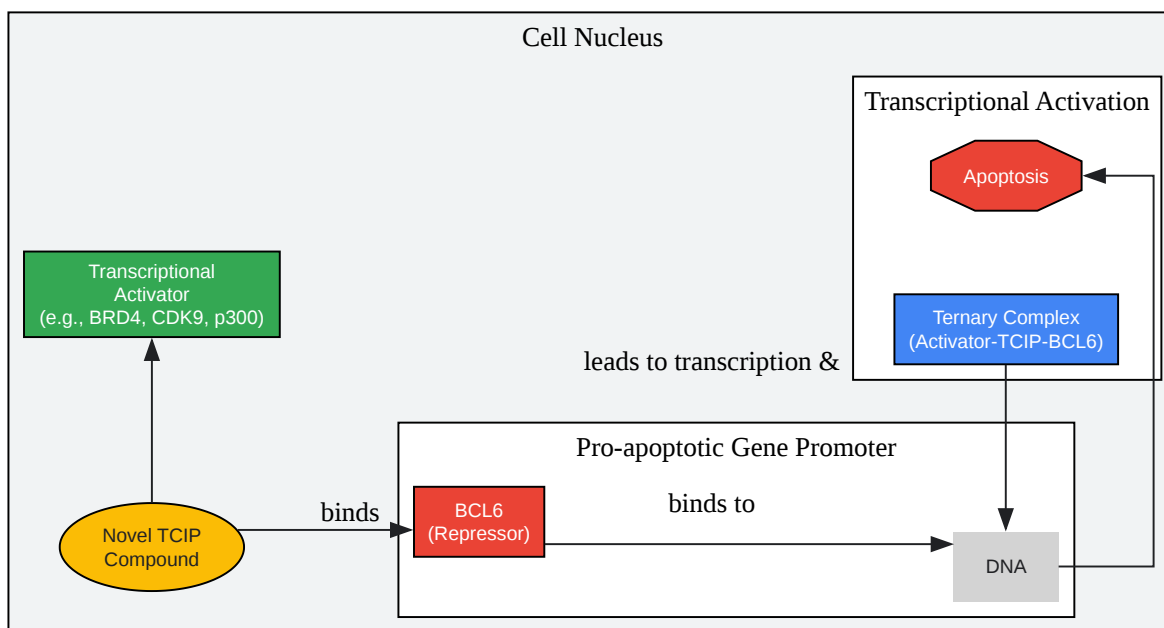 Cell Nucleus
Transcriptional Activation
Apoptosis
Transcriptional
Activator
(e.g., BRD4, CDK9, p300)
Ternary Complex
(Activator-TCIP-BCL6)
leads to transcription &
Pro-apoptotic Gene Promoter
binds
BCL6
(Repressor)
binds to
Novel TCIP
Compound
DNA